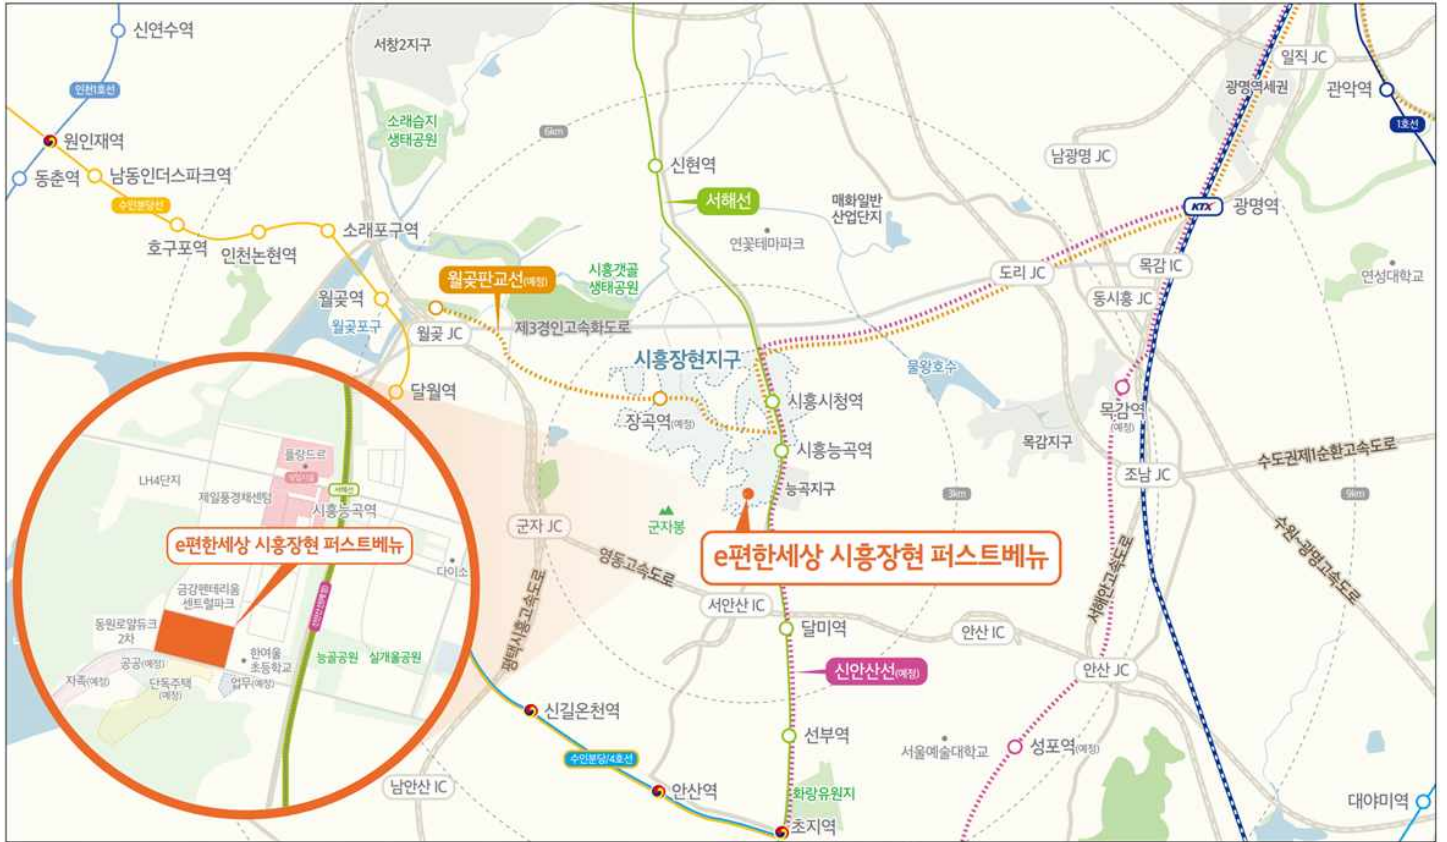 신연수역
서창2지구
일직 JC
인천1호선
광명역세권
관악역
소래습지
생태공원
6km
1호선
원인재역
남동인더스파크역
동춘역
신현역
남광명 JC
수인분당선
서해선
매화일반
산업단지
KTX
광명역
호구포역
인천논현역
소래포구역
연꽃테마파크
월곶판교선(예정)
시흥갯골
생태공원
도리 JC
목감 IC
연성대학교
월곶역
동시흥 JC
월곶포구
월곶 JC
제3경인고속화도로
시흥장현지구
물왕호수
달월역
시흥시청역
장곡역(예정)
목감역
(예정)
목감지구
시흥능곡역
수도권제1순환고속도로
조남 JC
능곡지구
3km
9km
군자봉
군자 JC
e편한세상 시흥장현 퍼스트베뉴
영동고속도로
수원~광명고속도로
서해안고속도로
서안산 IC
달미역
안산 IC
평택시흥고속도로
신안산선(예정)
안산 JC
신길온천역
선부역
서울예술대학교
성포역(예정)
수인분당/4호선
남안산 IC
안산역
화랑유원지
대야미역
초지역
플랑드르
LH4단지
제일풍경채센텀
서해선
시흥능곡역
e편한세상 시흥장현 퍼스트베뉴
다이소
금강펜테리움
센트럴파크
신안산선(예정)
동원로얄듀크
2차
한여울
초등학교
능골공원
실개울공원
공공(예정)
자족(예정)
단독주택
(예정)
업무(예정)